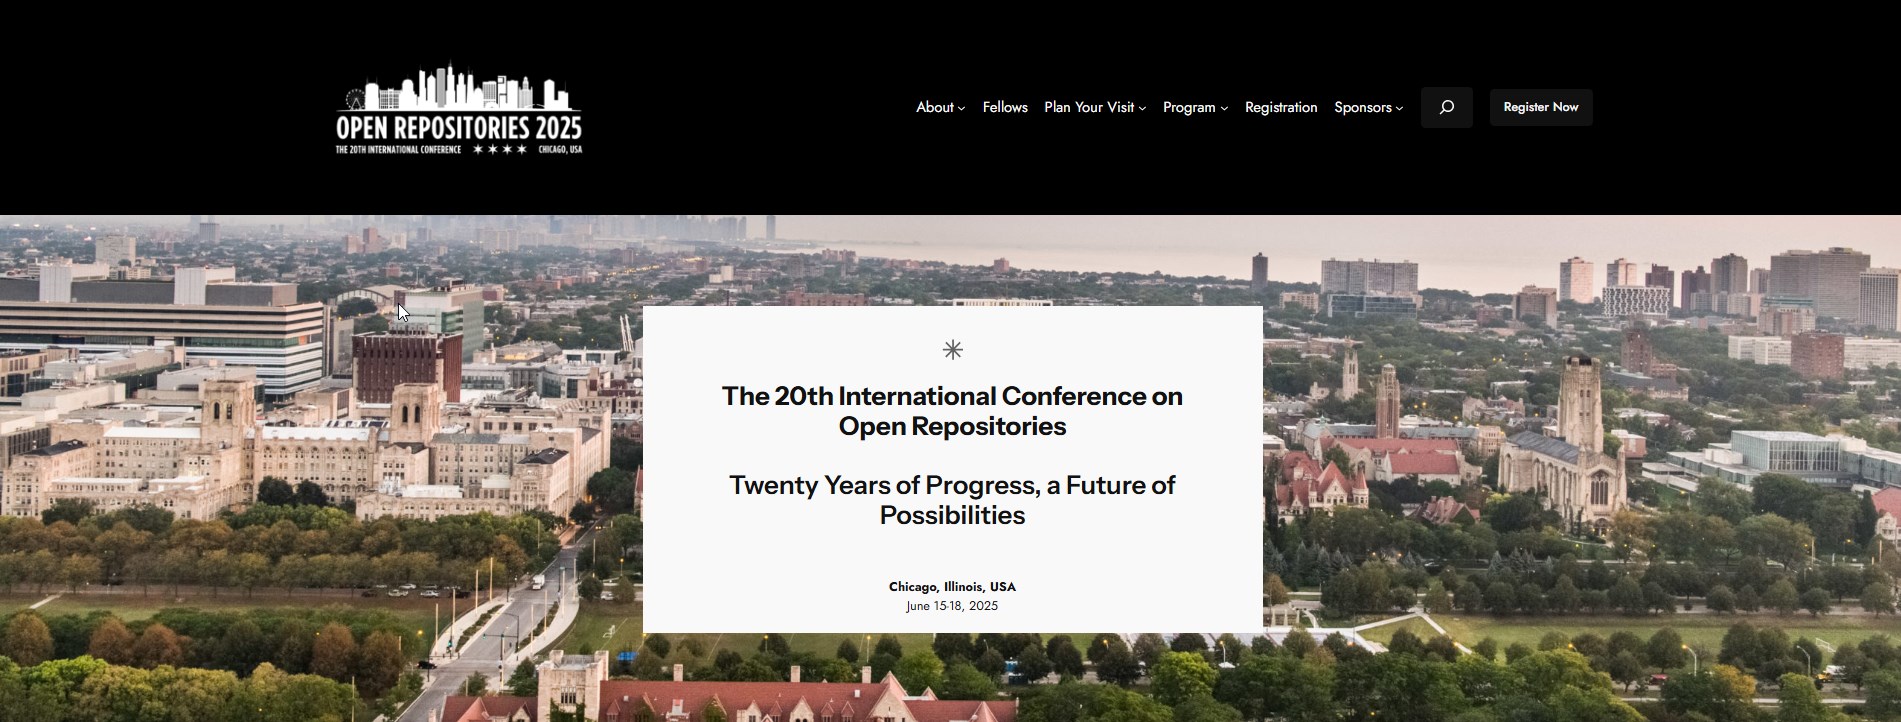 OPEN REPOSITORIES 2025
THE 20TH INTERNATIONAL CONFERENCE CHICAGO, USA
About Fellows Plan Your Visit Program Registration Sponsors Register Now
The 20th International Conference on
Open Repositories
Twenty Years of Progress, a Future of
Possibilities
Chicago, Illinois, USA
June 15-18, 2025